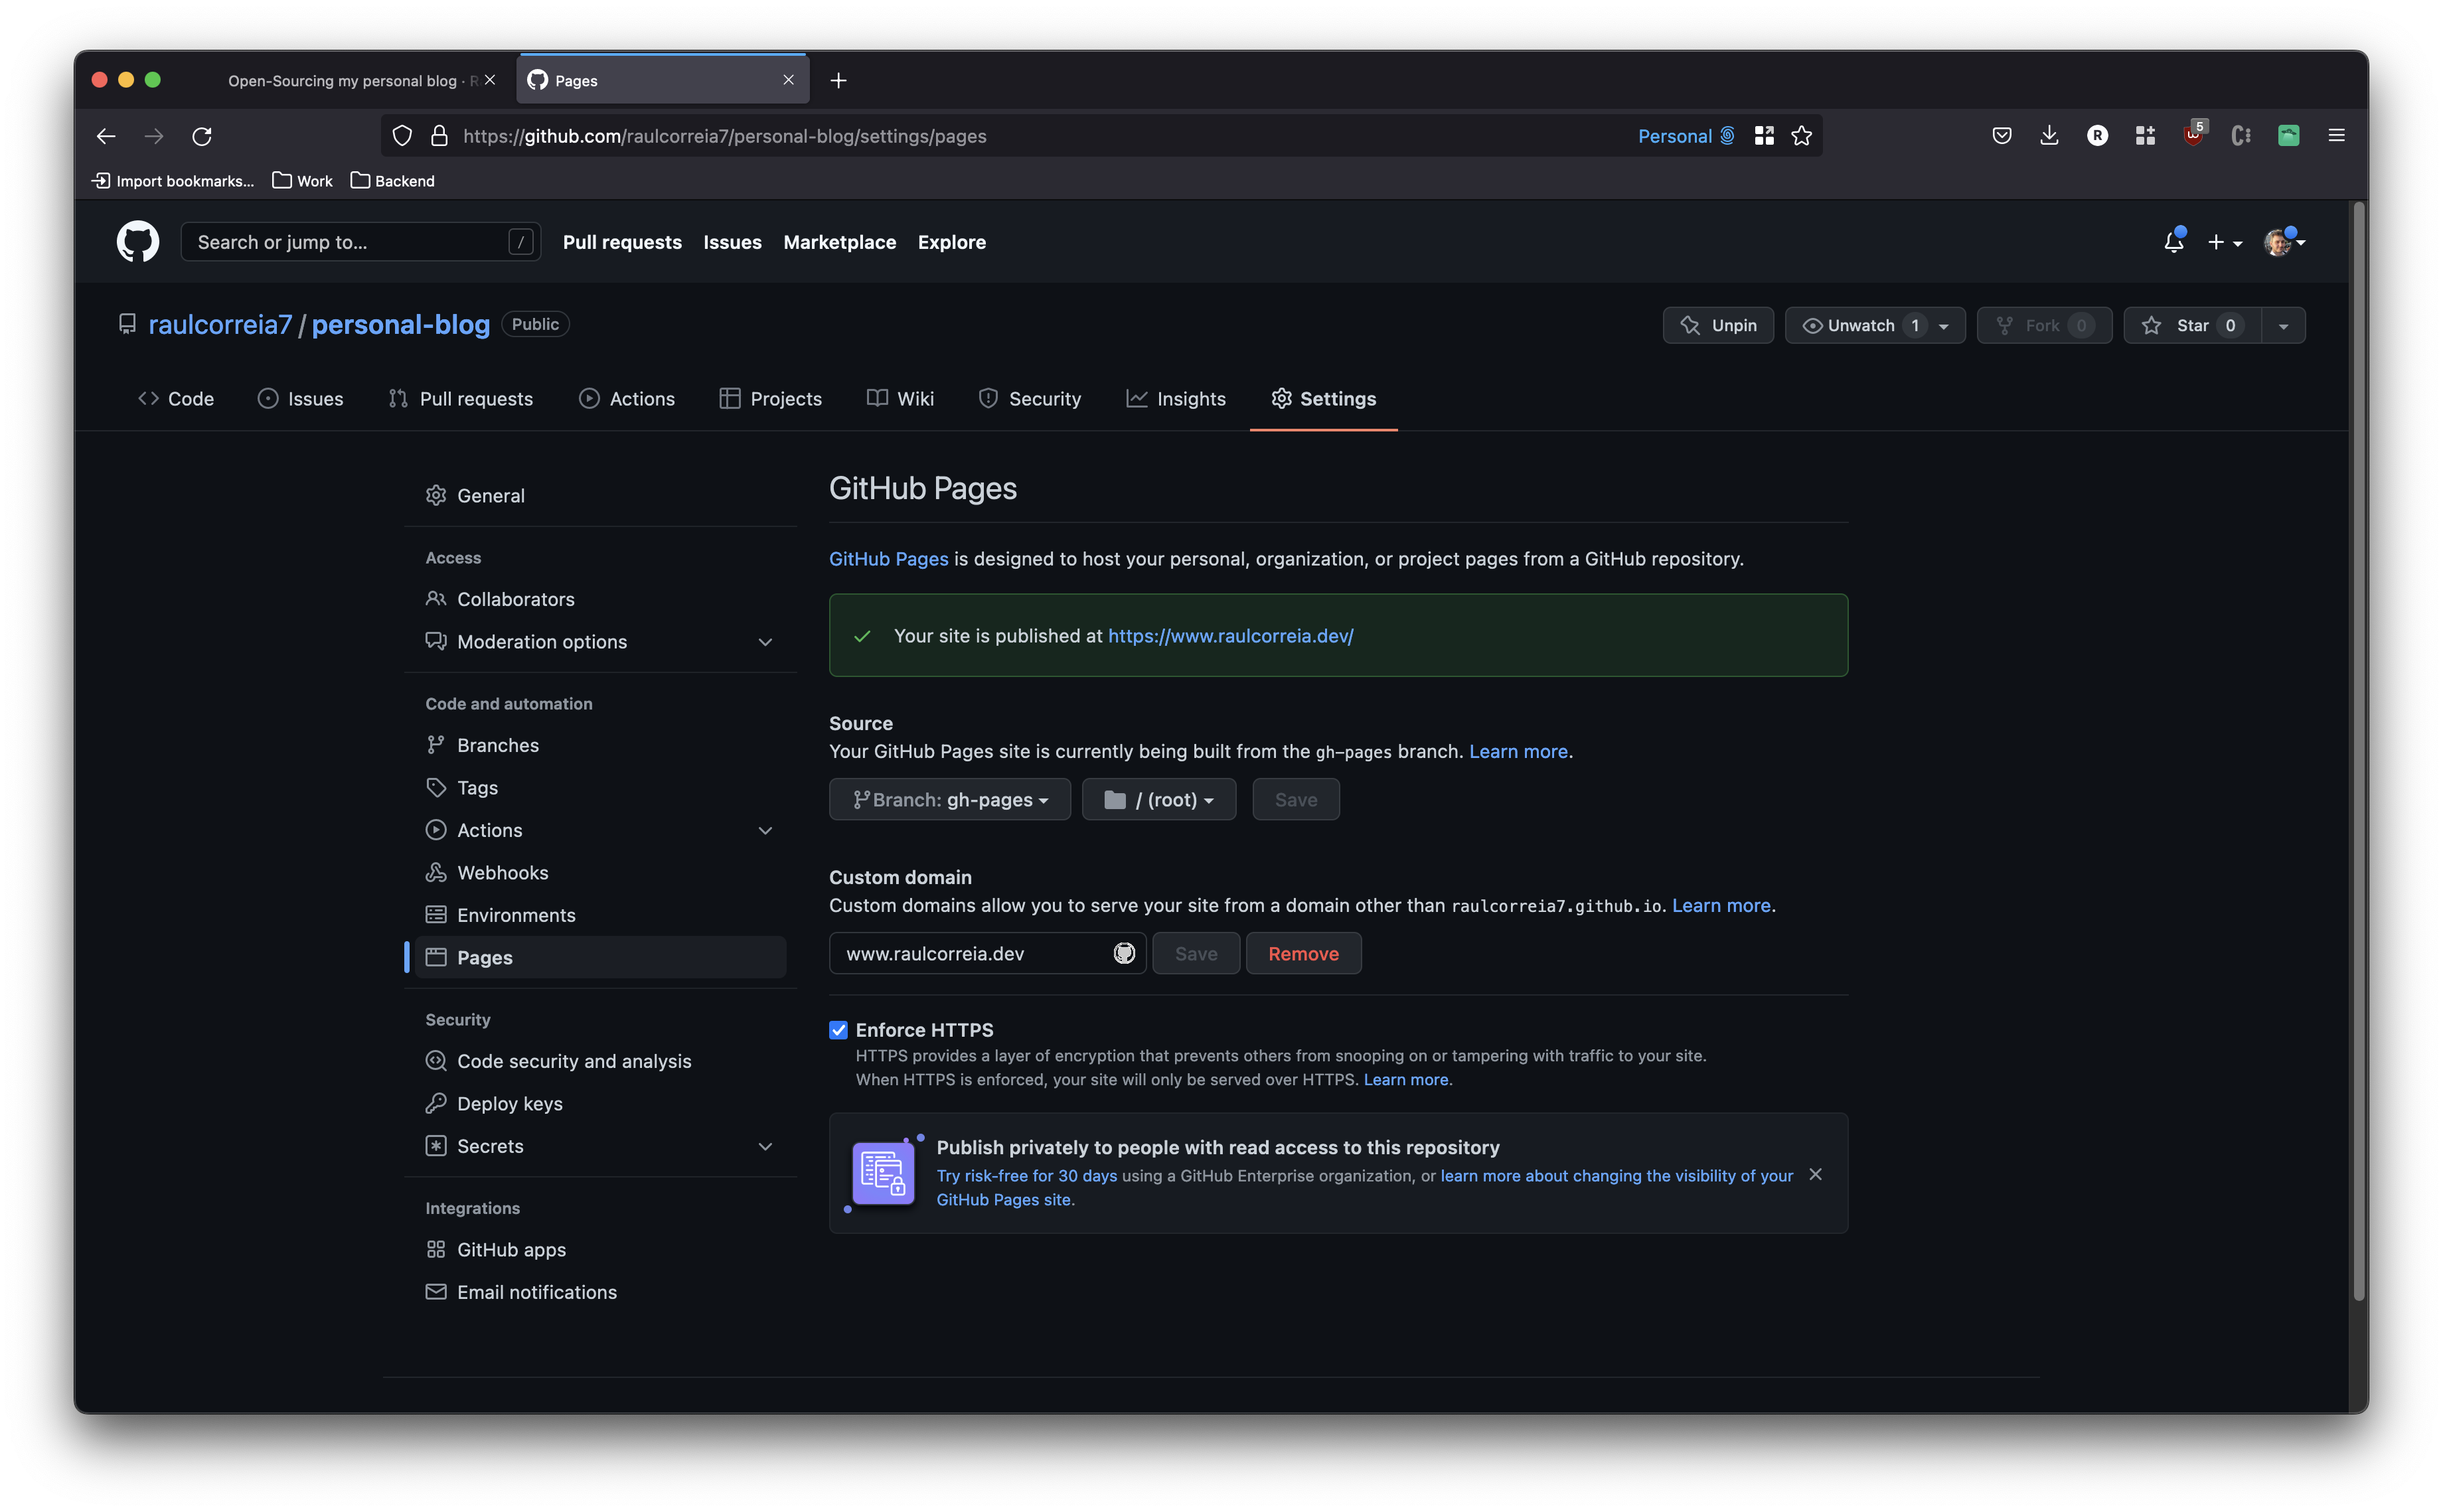 Open-Sourcing my personal blog · R
Pages
https://github.com/raulcorreia7/personal-blog/settings/pages
Personal
5
Import bookmarks...
Work
Backend
Search or jump to...
/
Pull requests
Issues
Marketplace
Explore
raulcorreia7 / personal-blog
Public
Unpin
Unwatch 1
Fork 0
Star 0
Code
Issues
Pull requests
Actions
Projects
Wiki
Security
Insights
Settings
General
Access
Collaborators
Moderation options
Code and automation
Branches
Tags
Actions
Webhooks
Environments
Pages
Security
Code security and analysis
Deploy keys
Secrets
Integrations
GitHub apps
Email notifications
GitHub Pages
GitHub Pages is designed to host your personal, organization, or project pages from a GitHub repository.
Your site is published at https://www.raulcorreia.dev/
Source
Your GitHub Pages site is currently being built from the gh-pages branch. Learn more.
Branch: gh-pages
/ (root)
Save
Custom domain
Custom domains allow you to serve your site from a domain other than raulcorreia7.github.io. Learn more.
www.raulcorreia.dev
Save
Remove
Enforce HTTPS
HTTPS provides a layer of encryption that prevents others from snooping on or tampering with traffic to your site.
When HTTPS is enforced, your site will only be served over HTTPS. Learn more.
Publish privately to people with read access to this repository
Try risk-free for 30 days using a GitHub Enterprise organization, or learn more about changing the visibility of your
GitHub Pages site.